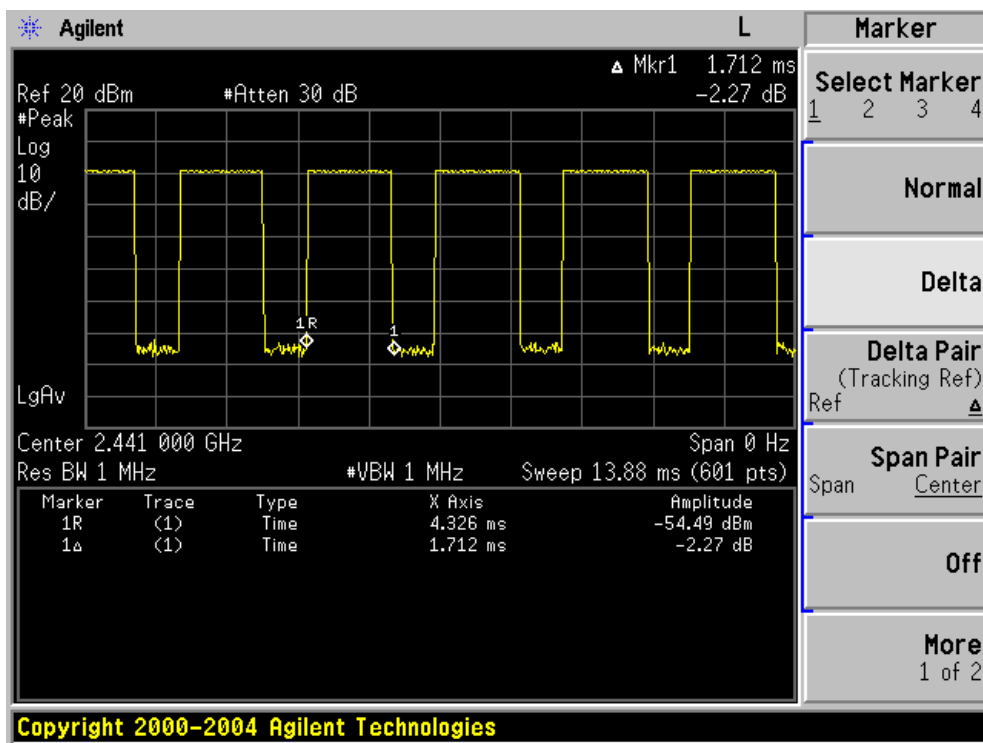 Agilent L
Δ Mkr1 1.712 ms
Ref 20 dBm #Atten 30 dB -2.27 dB
#Peak
Log
10
dB/
1R
1
LgAv
Center 2.441 000 GHz Span 0 Hz
Res BW 1 MHz #VBW 1 MHz Sweep 13.88 ms (601 pts)
Marker Trace Type X Axis Amplitude
1R (1) Time 4.326 ms -54.49 dBm
1Δ (1) Time 1.712 ms -2.27 dB
Copyright 2000-2004 Agilent Technologies
Marker
Select Marker
1 2 3 4
Normal
Delta
Delta Pair
(Tracking Ref)
Ref Δ
Span Pair
Span Center
Off
More
1 of 2